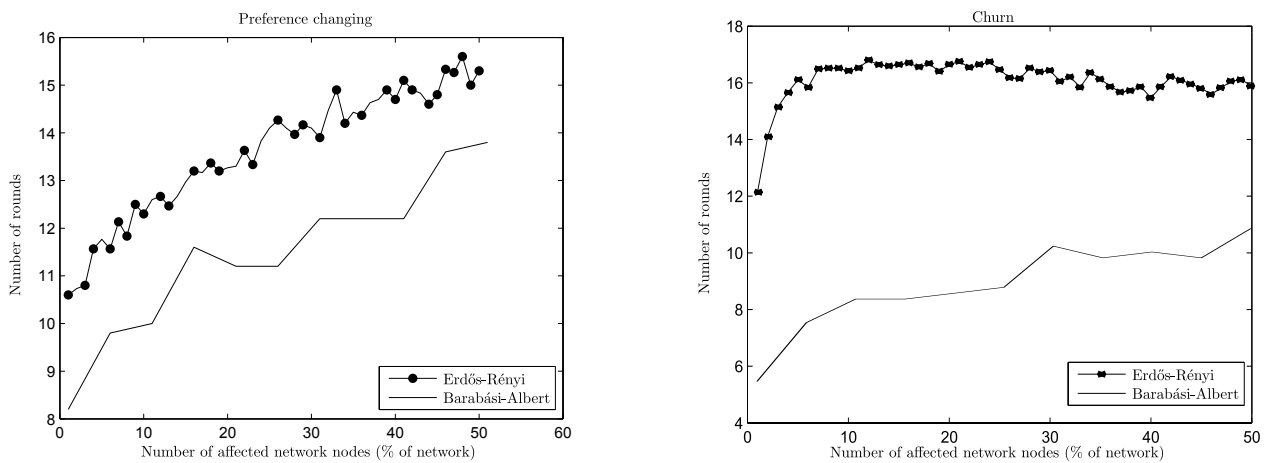 Preference changing
16
15
14
13
12
11
10
9
8
Number of rounds
0 10 20 30 40 50 60
Number of affected network nodes (% of network)
Erdős-Rényi
Barabási-Albert
Churn
18
16
14
12
10
8
6
4
Number of rounds
0 10 20 30 40 50
Number of affected network nodes (% of network)
Erdős-Rényi
Barabási-Albert